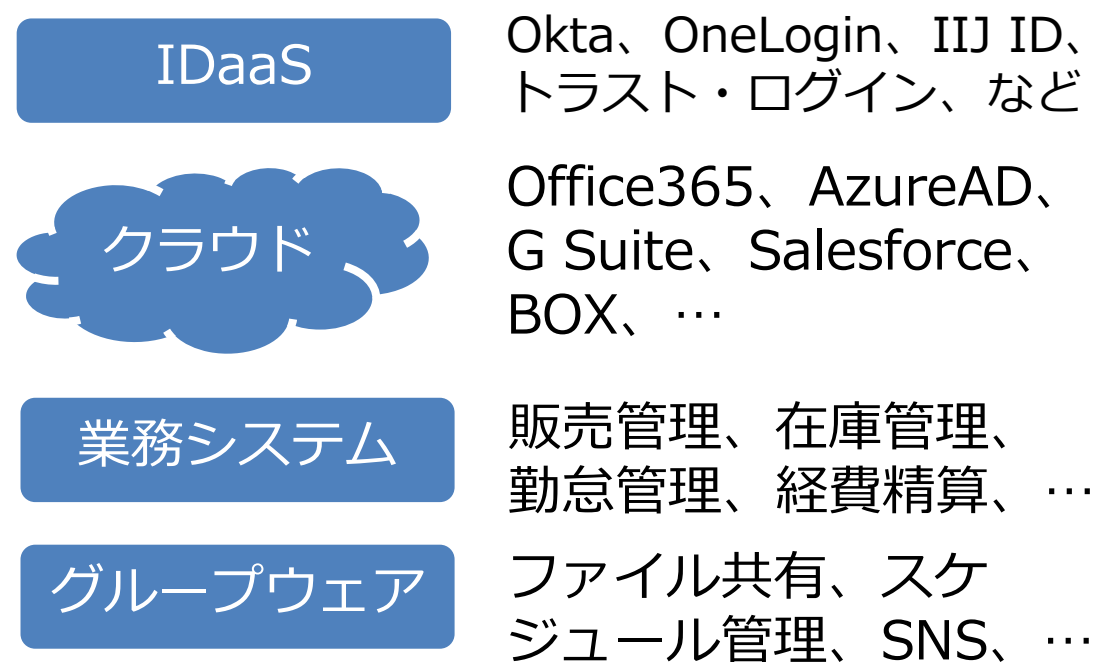 IDaaS
Okta、OneLogin、IIJ ID、
トラスト・ログイン、など
クラウド
Office365、AzureAD、
G Suite、Salesforce、
BOX、…
業務システム
販売管理、在庫管理、
勤怠管理、経費精算、…
グループウェア
ファイル共有、スケ
ジュール管理、SNS、…